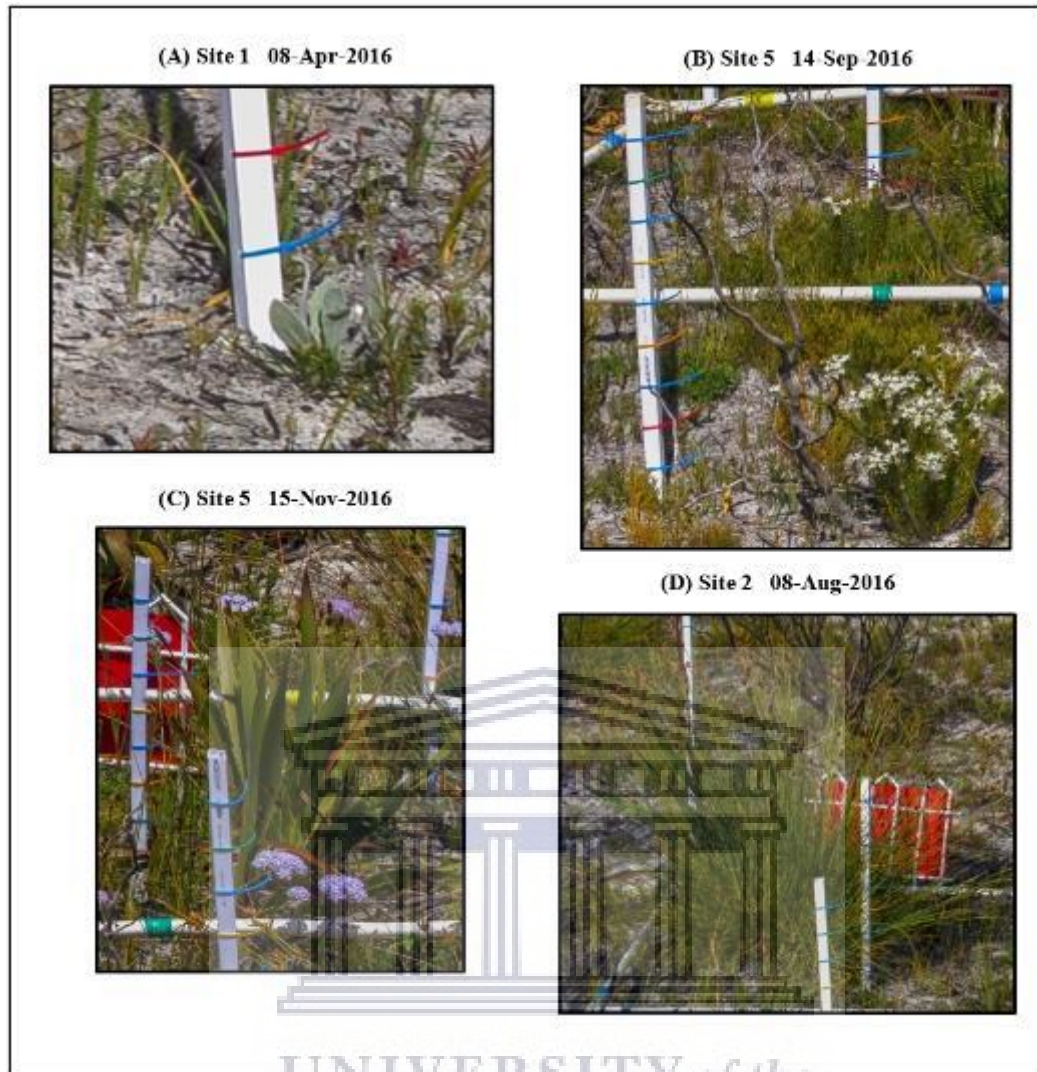 (A) Site 1 08-Apr-2016
(B) Site 5 14-Sep-2016
(C) Site 5 15-Nov-2016
(D) Site 2 08-Aug-2016
UNIVERSITY of the